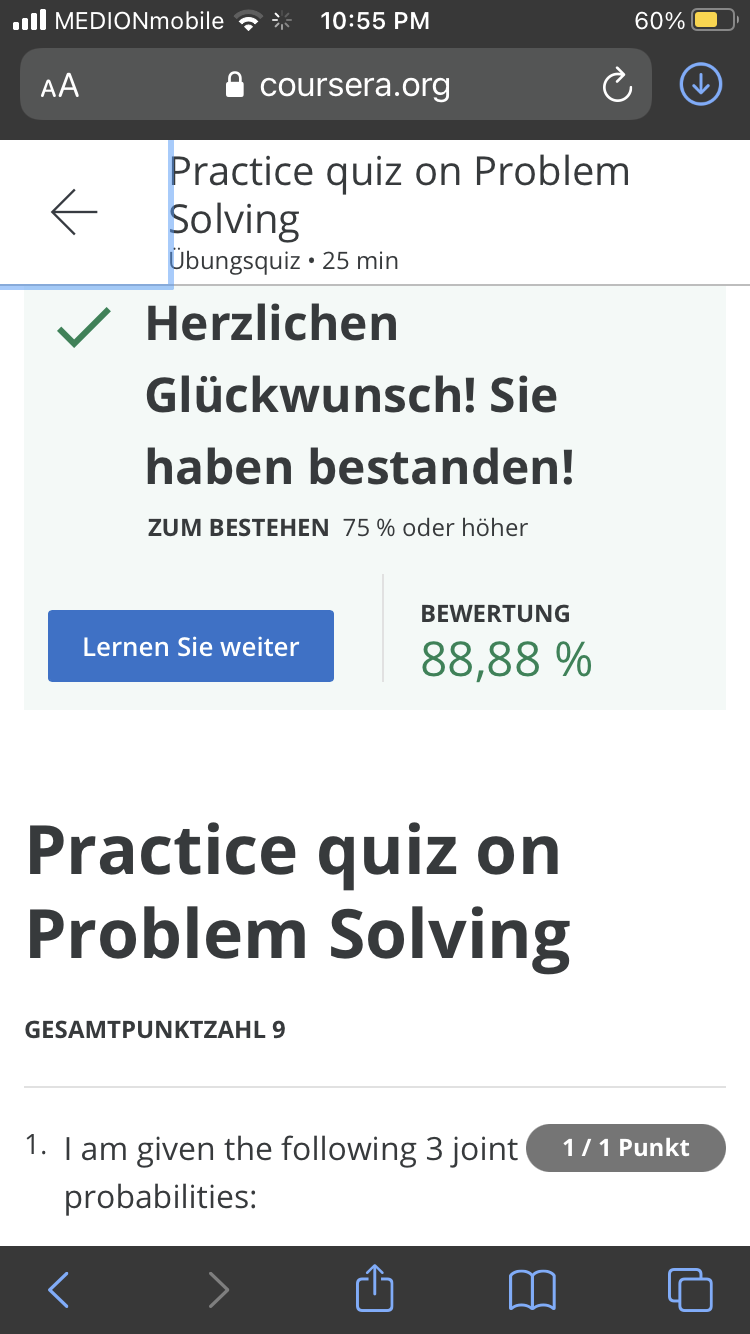 MEDIONmobile 10:55 PM 60%
AA coursera.org
Practice quiz on Problem
Solving
Übungsquiz • 25 min
Herzlichen
Glückwunsch! Sie
haben bestanden!
ZUM BESTEHEN 75 % oder höher
BEWERTUNG
Lernen Sie weiter
88,88 %
Practice quiz on
Problem Solving
GESAMTPUNKTZAHL 9
1. I am given the following 3 joint 1 / 1 Punkt
probabilities: